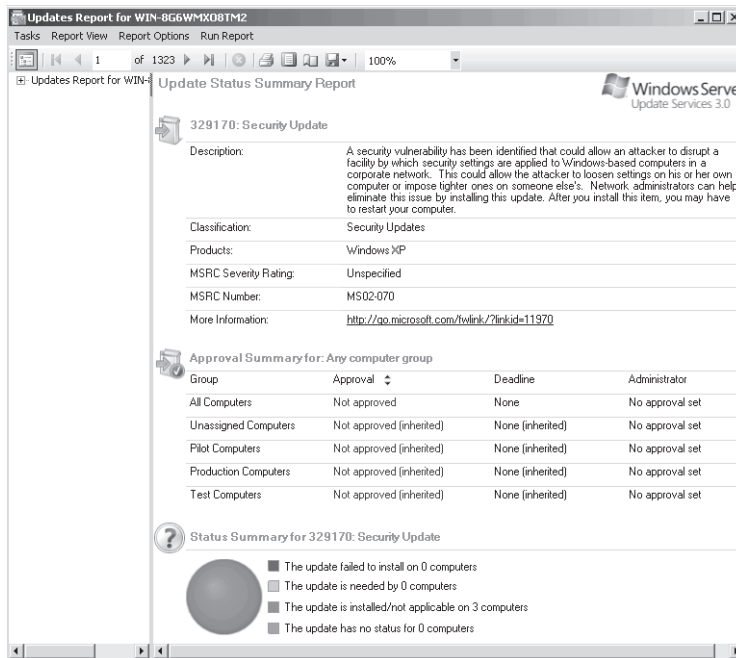 Updates Report for WIN-8G6WMXO8TM2
Tasks Report View Report Options Run Report
1 of 1323 100%
Updates Report for WIN-
Update Status Summary Report
Windows Serve
Update Services 3.0
329170: Security Update
Description: A security vulnerability has been identified that could allow an attacker to disrupt a
facility by which security settings are applied to Windows-based computers in a
corporate network. This could allow the attacker to loosen settings on his or her own
computer or impose tighter ones on someone else's. Network administrators can help
eliminate this issue by installing this update. After you install this item, you may have
to restart your computer.
Classification: Security Updates
Products: Windows XP
MSRC Severity Rating: Unspecified
MSRC Number: MS02-070
More Information: http://go.microsoft.com/fwlink/?linkid=11970
Approval Summary for: Any computer group
Group Approval Deadline Administrator
All Computers Not approved None No approval set
Unassigned Computers Not approved (inherited) None (inherited) No approval set
Pilot Computers Not approved (inherited) None (inherited) No approval set
Production Computers Not approved (inherited) None (inherited) No approval set
Test Computers Not approved (inherited) None (inherited) No approval set
Status Summary for 329170: Security Update
The update failed to install on 0 computers
The update is needed by 0 computers
The update is installed/not applicable on 3 computers
The update has no status for 0 computers